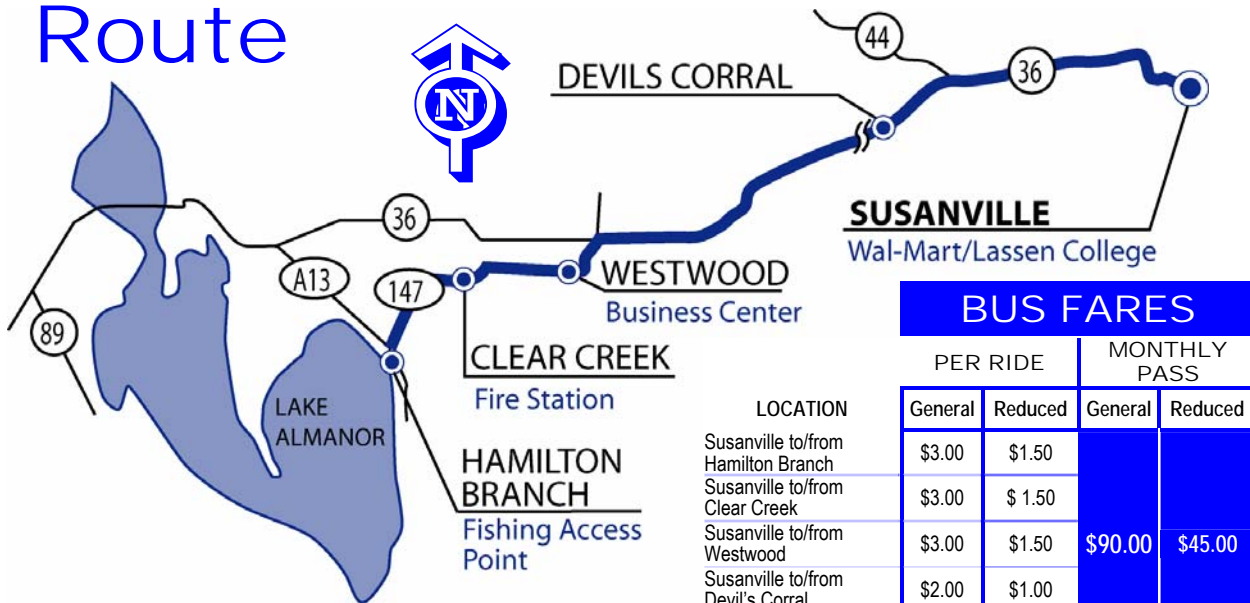 Route
N
44
36
DEVILS CORRAL
SUSANVILLE
Wal-Mart/Lassen College
36
A13
147
89
WESTWOOD
Business Center
CLEAR CREEK
Fire Station
LAKE
ALMANOR
HAMILTON
BRANCH
Fishing Access
Point
BUS FARES
PER RIDE MONTHLY
PASS
LOCATION General Reduced General Reduced
Susanville to/from
Hamilton Branch $3.00 $1.50
Susanville to/from
Clear Creek $3.00 $ 1.50
Susanville to/from
Westwood $3.00 $1.50 $90.00 $45.00
Susanville to/from
Devil's Corral $2.00 $1.00